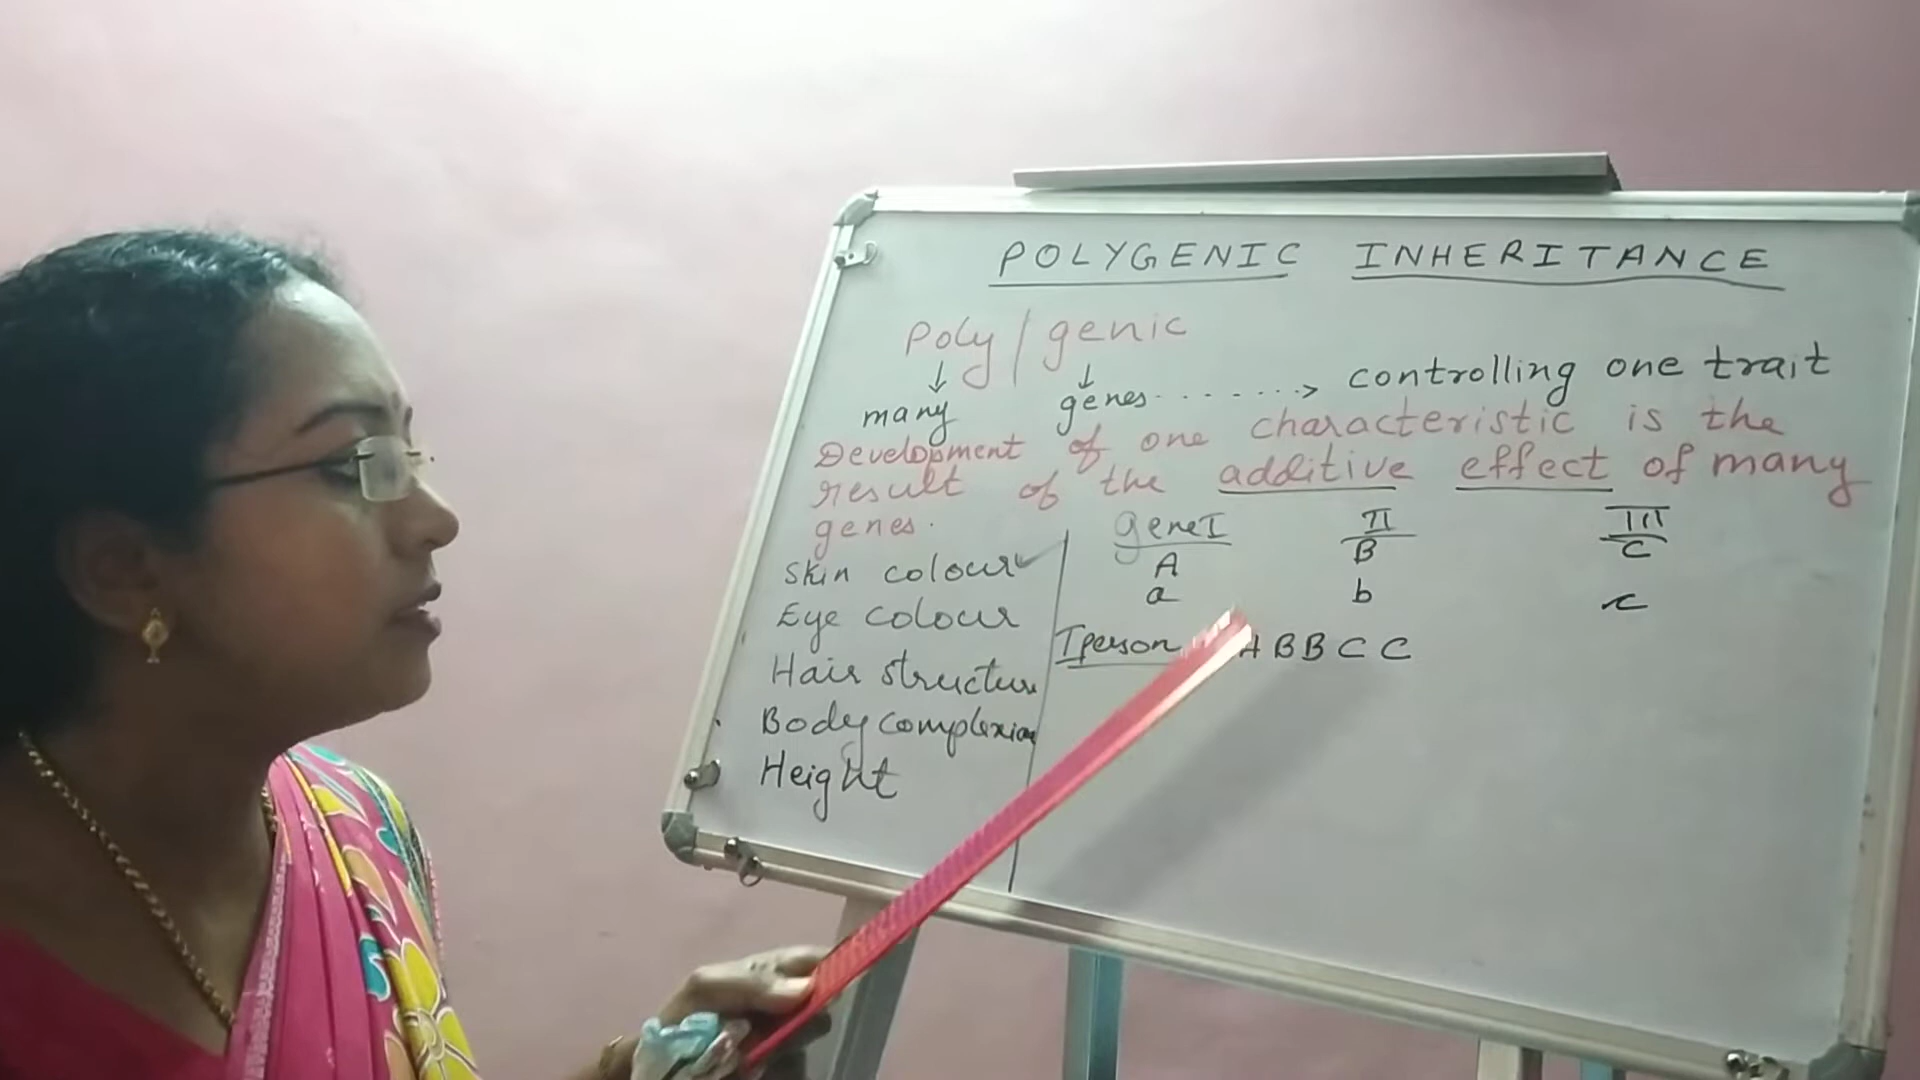 POLYGENIC INHERITANCE
Poly / genic
↓ ↓
many genes........> controlling one trait
Development of one characteristic is the
result of the additive effect of many
genes.
Skin colour ✓
Eye colour
Hair structure
Body complexion
Height
Gene I II III
A B C
a b c
I person A B B C C